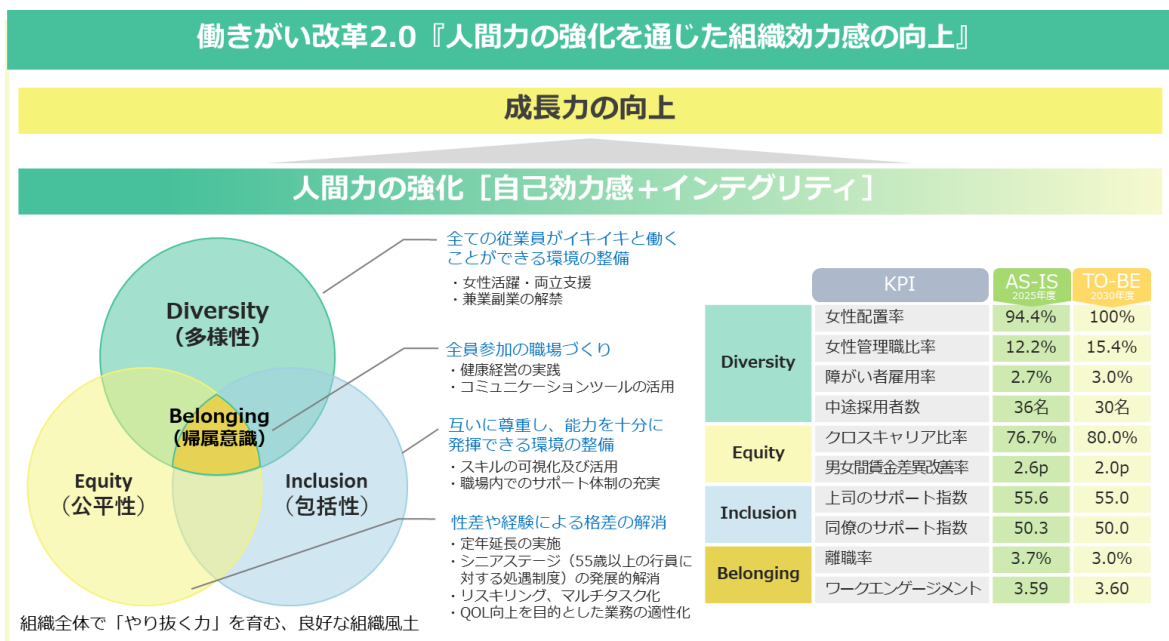 働きがい改革2.0『人間力の強化を通じた組織効力感の向上』
成長力の向上
人間力の強化［自己効力感＋インテグリティ］
Diversity
（多様性）
Belonging
（帰属意識）
Equity
（公平性）
Inclusion
（包括性）
全ての従業員がイキイキと働く
ことができる環境の整備
・女性活躍・両立支援
・兼業副業の解禁
全員参加の職場づくり
・健康経営の実践
・コミュニケーションツールの活用
互いに尊重し、能力を十分に
発揮できる環境の整備
・スキルの可視化及び活用
・職場内でのサポート体制の充実
性差や経験による格差の解消
・定年延長の実施
・シニアステージ（55歳以上の行員に
対する処遇制度）の発展的解消
・リスキリング、マルチタスク化
・QOL向上を目的とした業務の適性化
組織全体で「やり抜く力」を育む、良好な組織風土
KPI AS-IS TO-BE
2025年度 2030年度
Diversity
女性配置率 94.4% 100%
女性管理職比率 12.2% 15.4%
障がい者雇用率 2.7% 3.0%
中途採用者数 36名 30名
Equity
クロスキャリア比率 76.7% 80.0%
男女間賃金差異改善率 2.6p 2.0p
Inclusion
上司のサポート指数 55.6 55.0
同僚のサポート指数 50.3 50.0
Belonging
離職率 3.7% 3.0%
ワークエンゲージメント 3.59 3.60